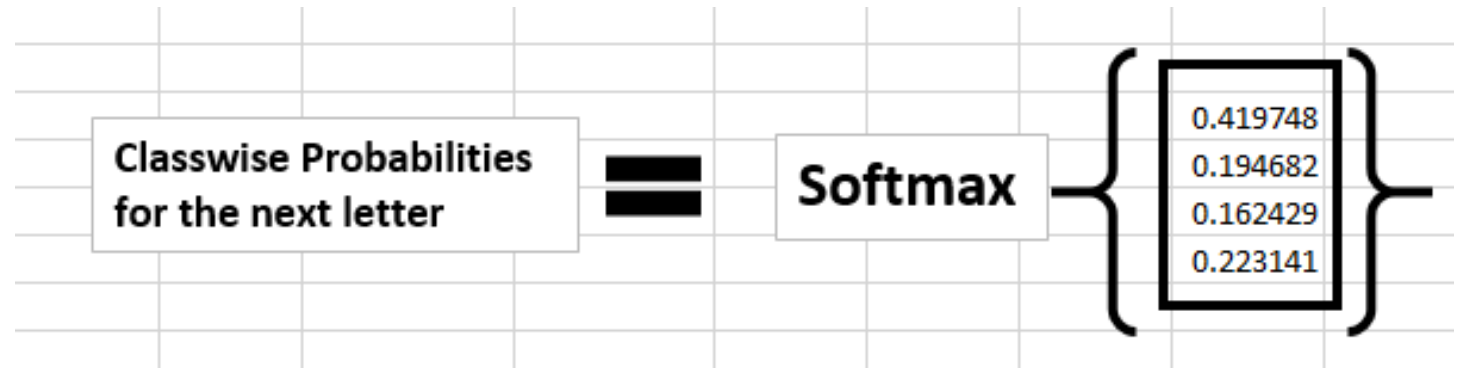 Classwise Probabilities
for the next letter
=
Softmax
0.419748
0.194682
0.162429
0.223141